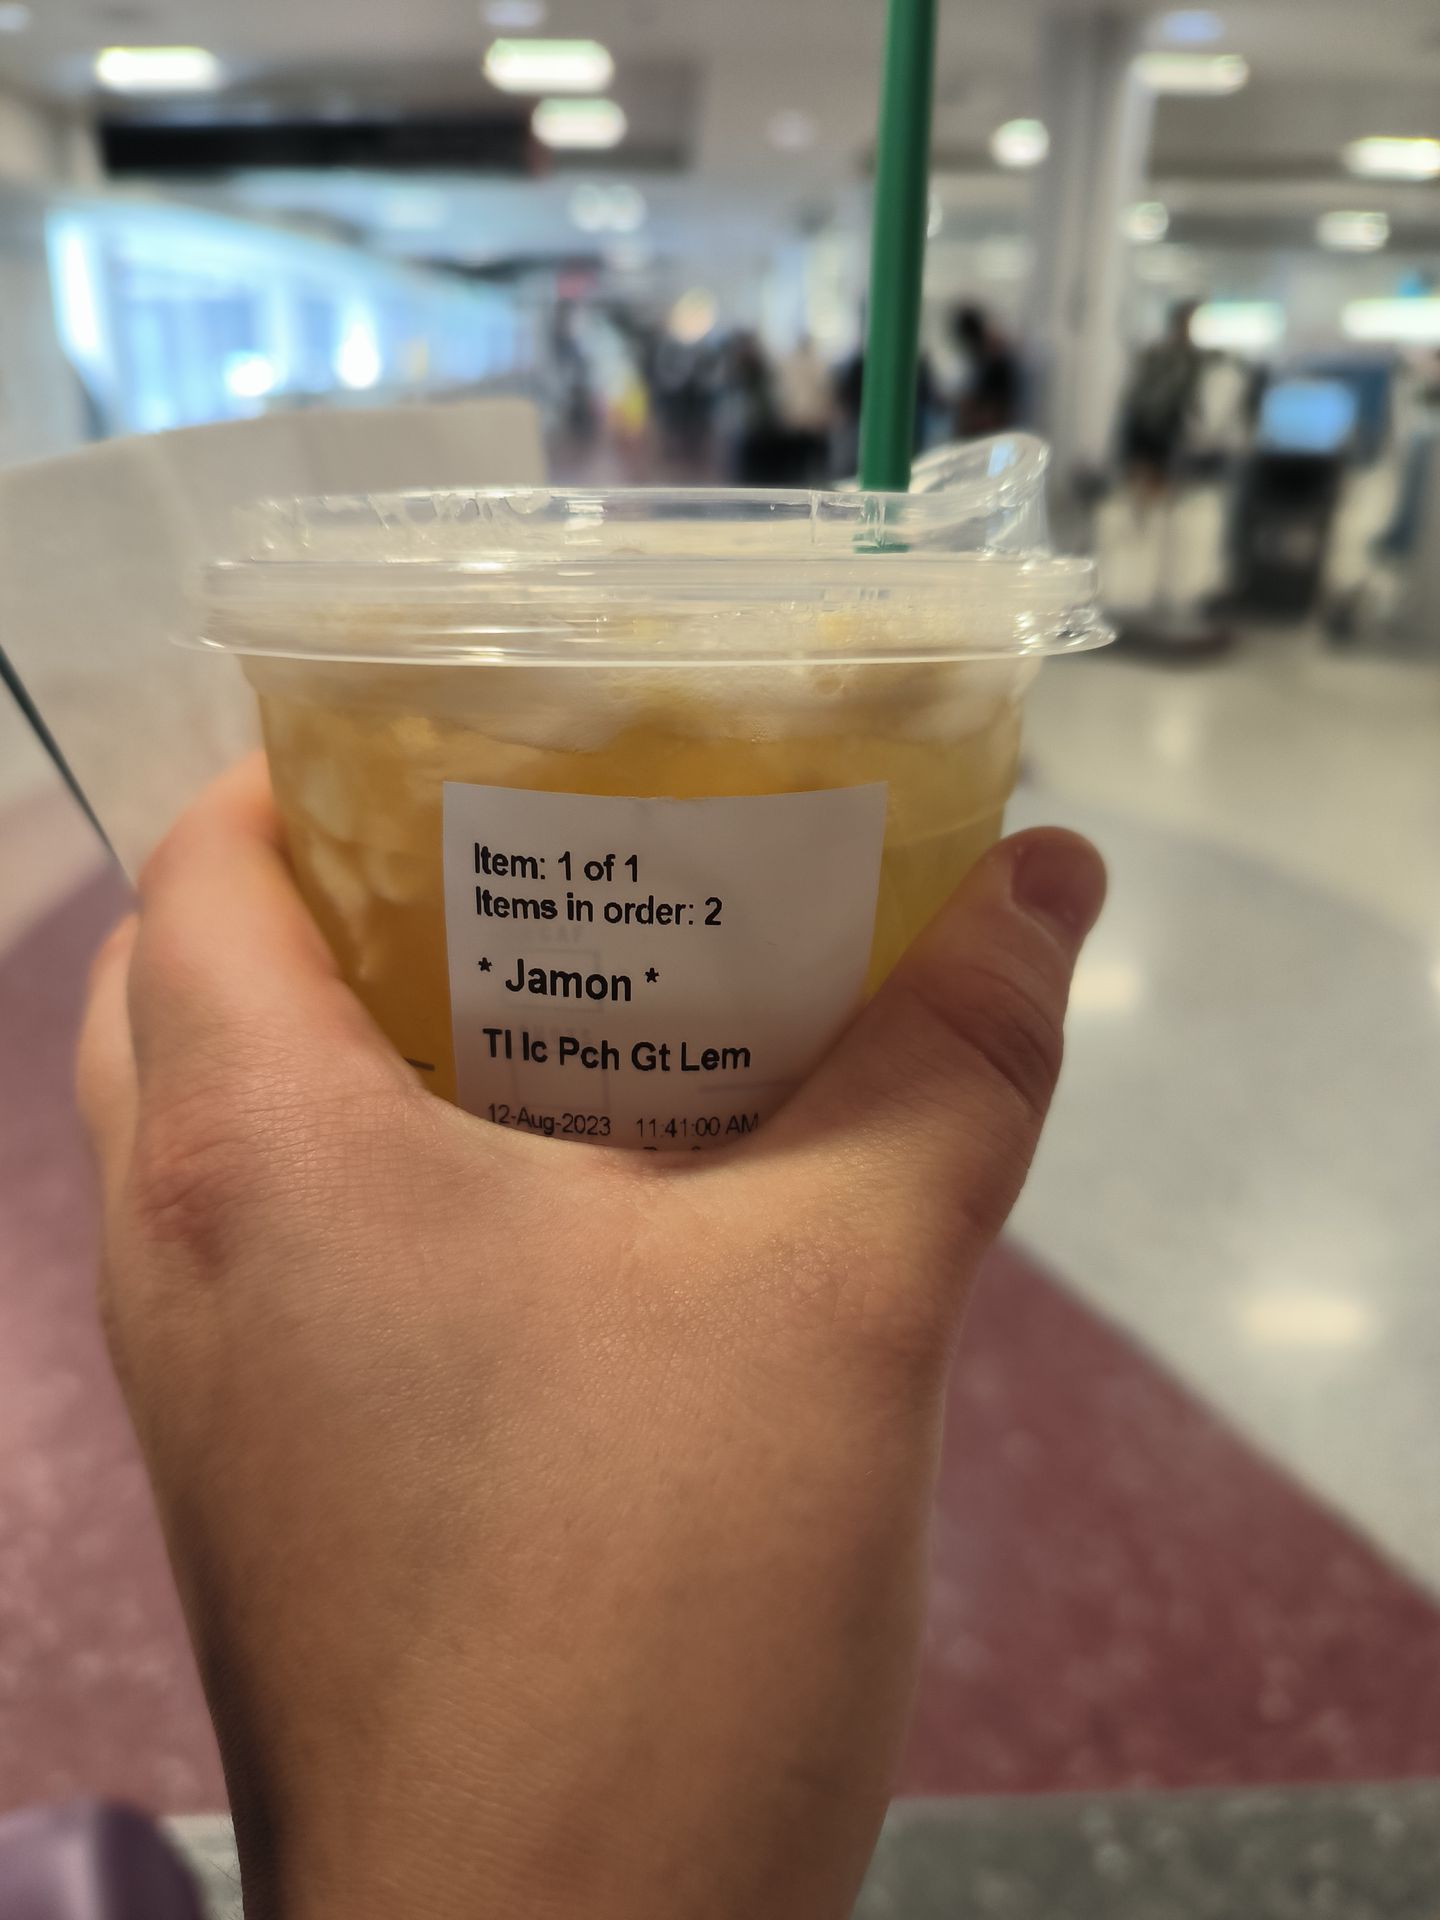 Item: 1 of 1
Items in order: 2
* Jamon *
Tl Ic Pch Gt Lem
12-Aug-2023 11:41:00 AM